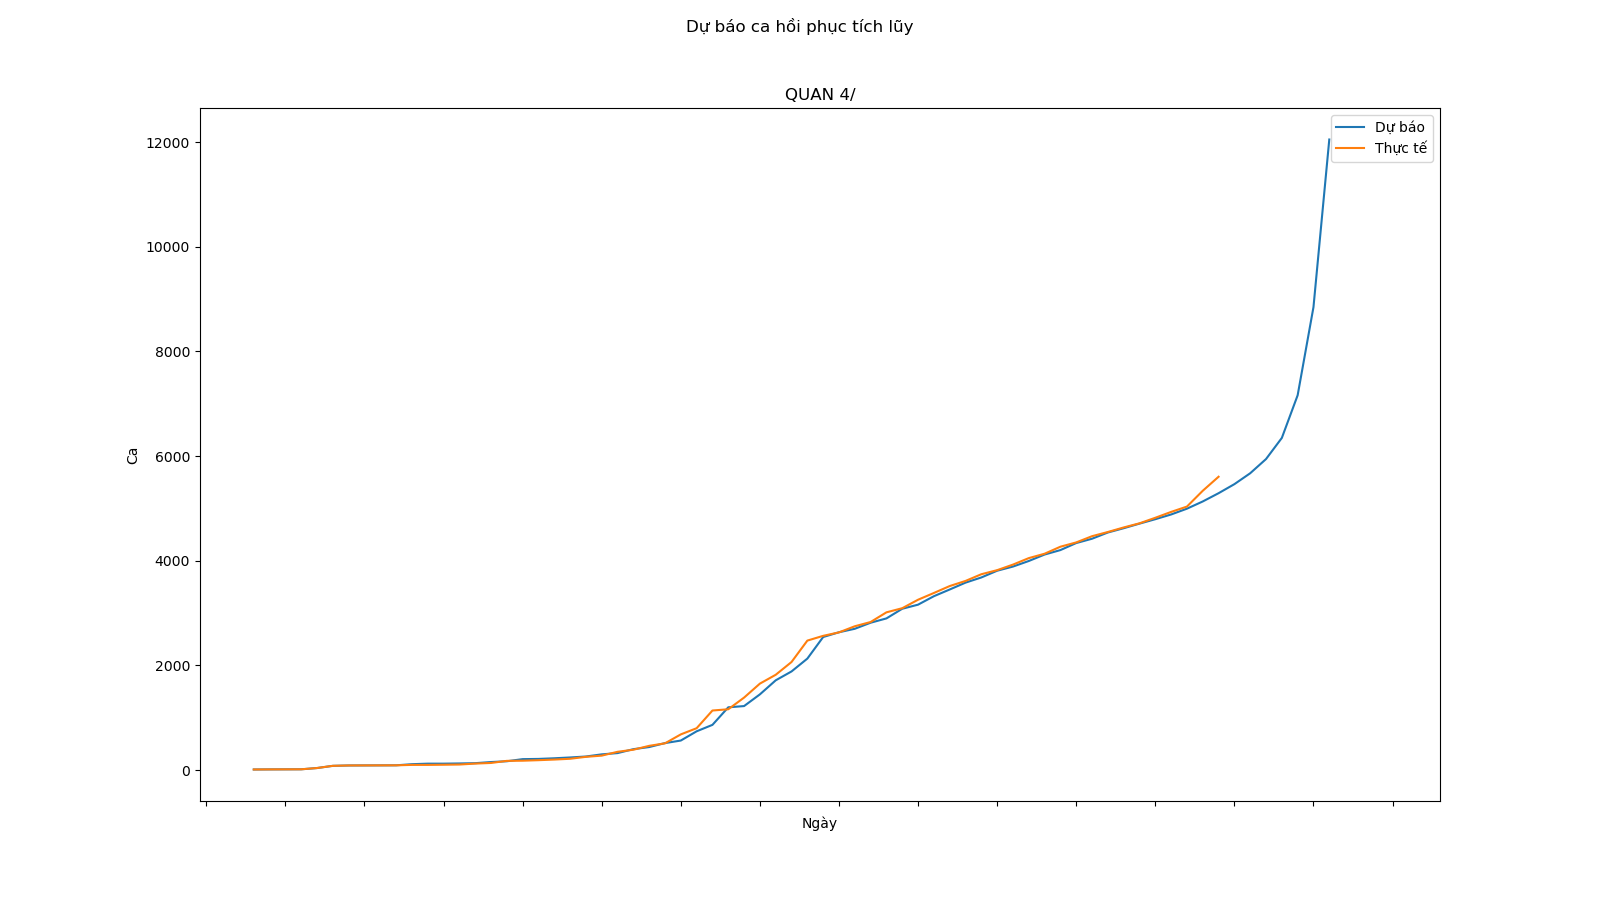 Dự báo ca hồi phục tích lũy
QUAN 4/
Dự báo
Thực tế
12000
10000
8000
6000
4000
2000
0
Ca
Ngày